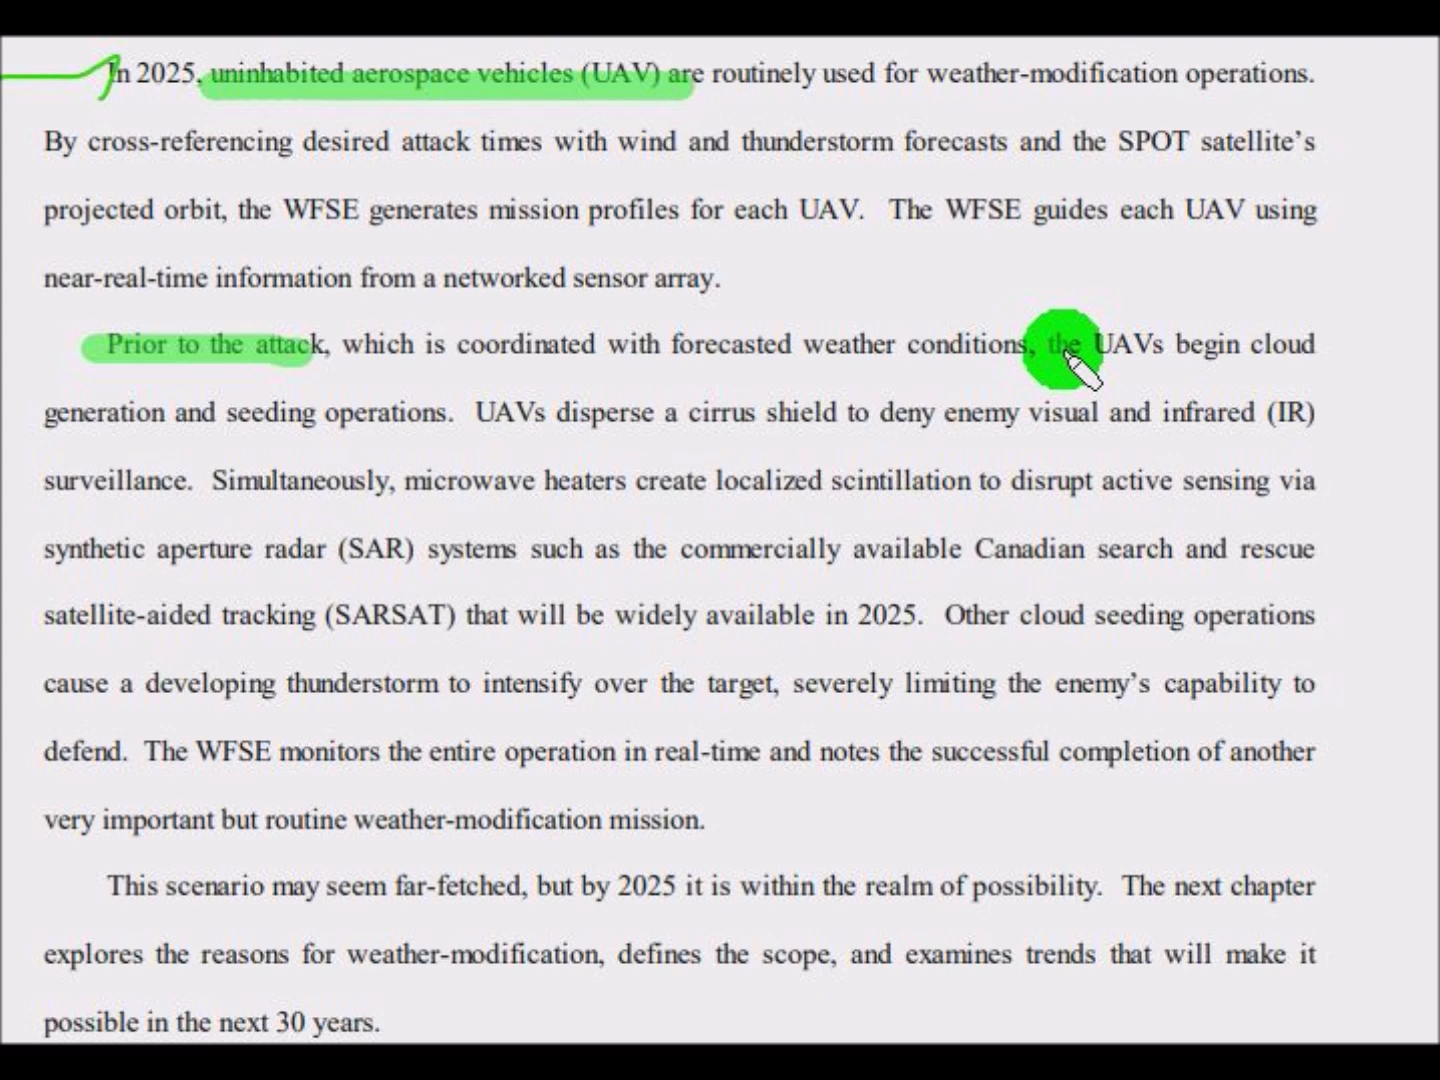 In 2025, uninhabited aerospace vehicles (UAV) are routinely used for weather-modification operations.
By cross-referencing desired attack times with wind and thunderstorm forecasts and the SPOT satellite's
projected orbit, the WFSE generates mission profiles for each UAV. The WFSE guides each UAV using
near-real-time information from a networked sensor array.
Prior to the attack, which is coordinated with forecasted weather conditions, the UAVs begin cloud
generation and seeding operations. UAVs disperse a cirrus shield to deny enemy visual and infrared (IR)
surveillance. Simultaneously, microwave heaters create localized scintillation to disrupt active sensing via
synthetic aperture radar (SAR) systems such as the commercially available Canadian search and rescue
satellite-aided tracking (SARSAT) that will be widely available in 2025. Other cloud seeding operations
cause a developing thunderstorm to intensify over the target, severely limiting the enemy's capability to
defend. The WFSE monitors the entire operation in real-time and notes the successful completion of another
very important but routine weather-modification mission.
This scenario may seem far-fetched, but by 2025 it is within the realm of possibility. The next chapter
explores the reasons for weather-modification, defines the scope, and examines trends that will make it
possible in the next 30 years.